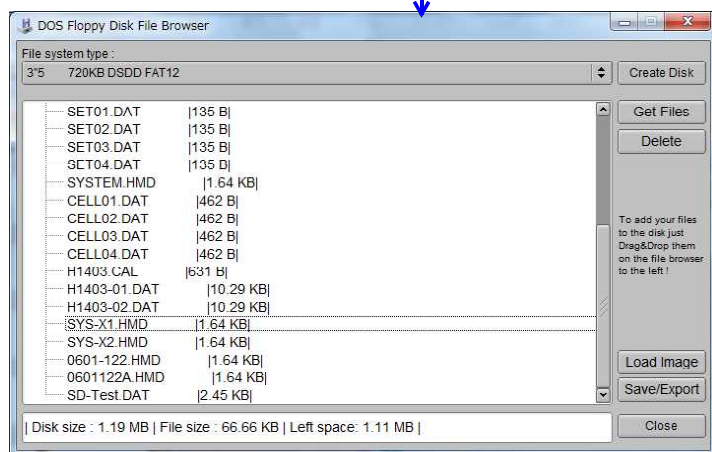 DOS Floppy Disk File Browser
File system type :
3"5 720KB DSDD FAT12
Create Disk
SET01.DAT |135 B|
SET02.DAT |135 B|
SET03.DAT |135 B|
SET04.DAT |135 B|
SYSTEM.HMD |1.64 KB|
CELL01.DAT |462 B|
CELL02.DAT |462 B|
CELL03.DAT |462 B|
CELL04.DAT |462 B|
H1403.CAL |631 B|
H1403-01.DAT |10.29 KB|
H1403-02.DAT |10.29 KB|
SYS-X1.HMD |1.64 KB|
SYS-X2.HMD |1.64 KB|
0601-122.HMD |1.64 KB|
0601122A.HMD |1.64 KB|
SD-Test.DAT |2.45 KB|
Get Files
Delete
To add your files
to the disk just
Drag&Drop them
on the file browser
to the left !
Load Image
Save/Export
| Disk size : 1.19 MB | File size : 66.66 KB | Left space: 1.11 MB |
Close